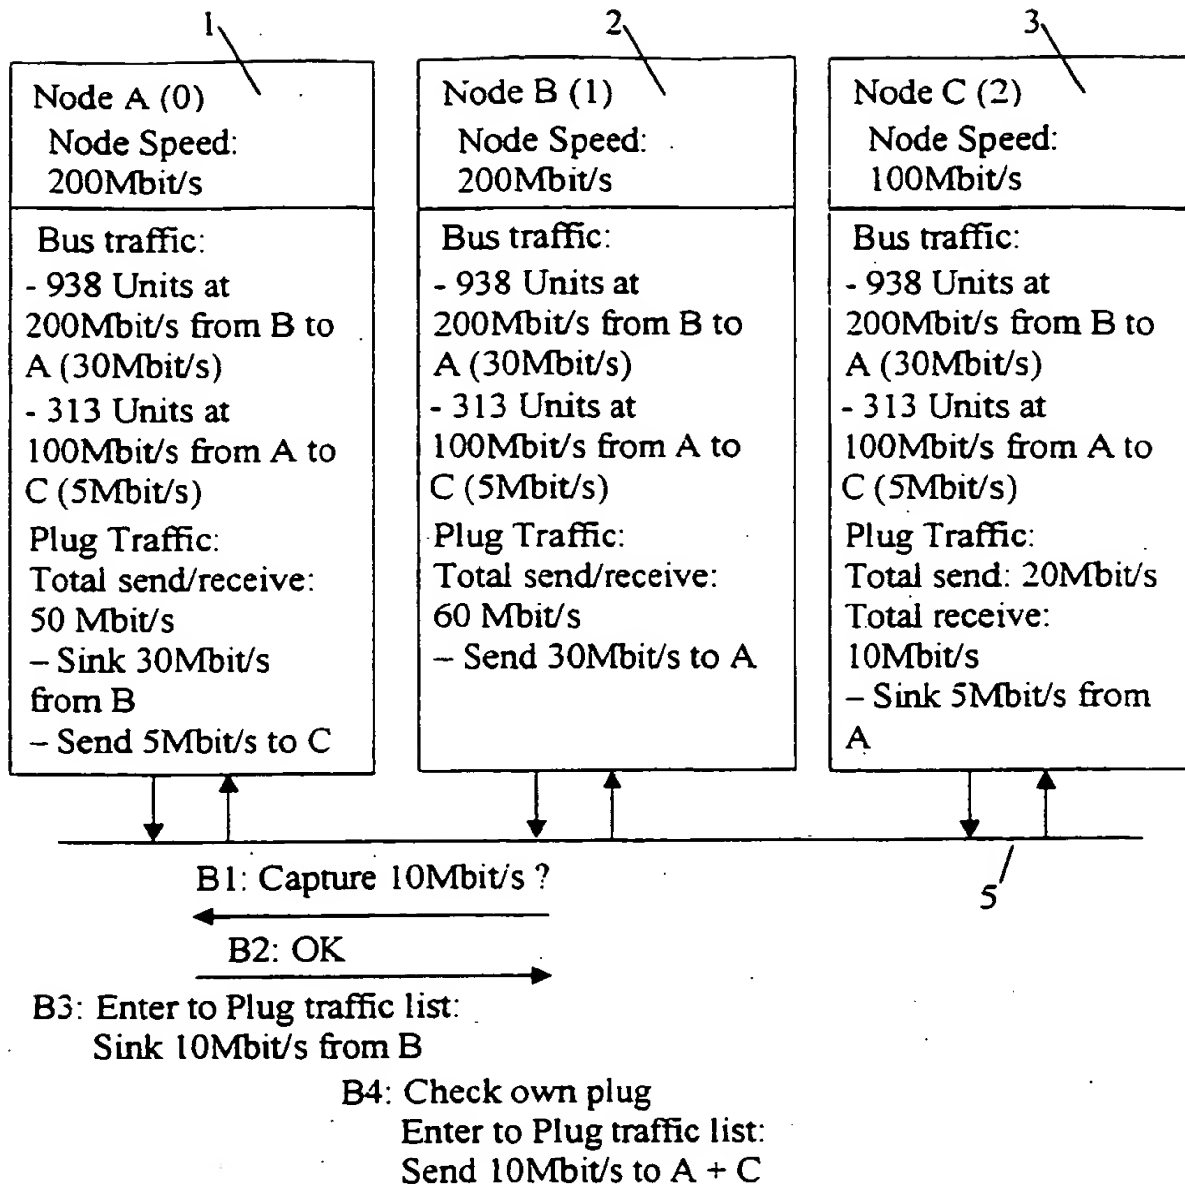 1
2
3
Node A (0)
Node Speed:
200Mbit/s
Bus traffic:
- 938 Units at
200Mbit/s from B to
A (30Mbit/s)
- 313 Units at
100Mbit/s from A to
C (5Mbit/s)
Plug Traffic:
Total send/receive:
50 Mbit/s
– Sink 30Mbit/s
from B
– Send 5Mbit/s to C
Node B (1)
Node Speed:
200Mbit/s
Bus traffic:
- 938 Units at
200Mbit/s from B to
A (30Mbit/s)
- 313 Units at
100Mbit/s from A to
C (5Mbit/s)
Plug Traffic:
Total send/receive:
60 Mbit/s
– Send 30Mbit/s to A
Node C (2)
Node Speed:
100Mbit/s
Bus traffic:
- 938 Units at
200Mbit/s from B to
A (30Mbit/s)
- 313 Units at
100Mbit/s from A to
C (5Mbit/s)
Plug Traffic:
Total send: 20Mbit/s
Total receive:
10Mbit/s
– Sink 5Mbit/s from
A
5
B1: Capture 10Mbit/s ?
B2: OK
B3: Enter to Plug traffic list:
Sink 10Mbit/s from B
B4: Check own plug
Enter to Plug traffic list:
Send 10Mbit/s to A + C